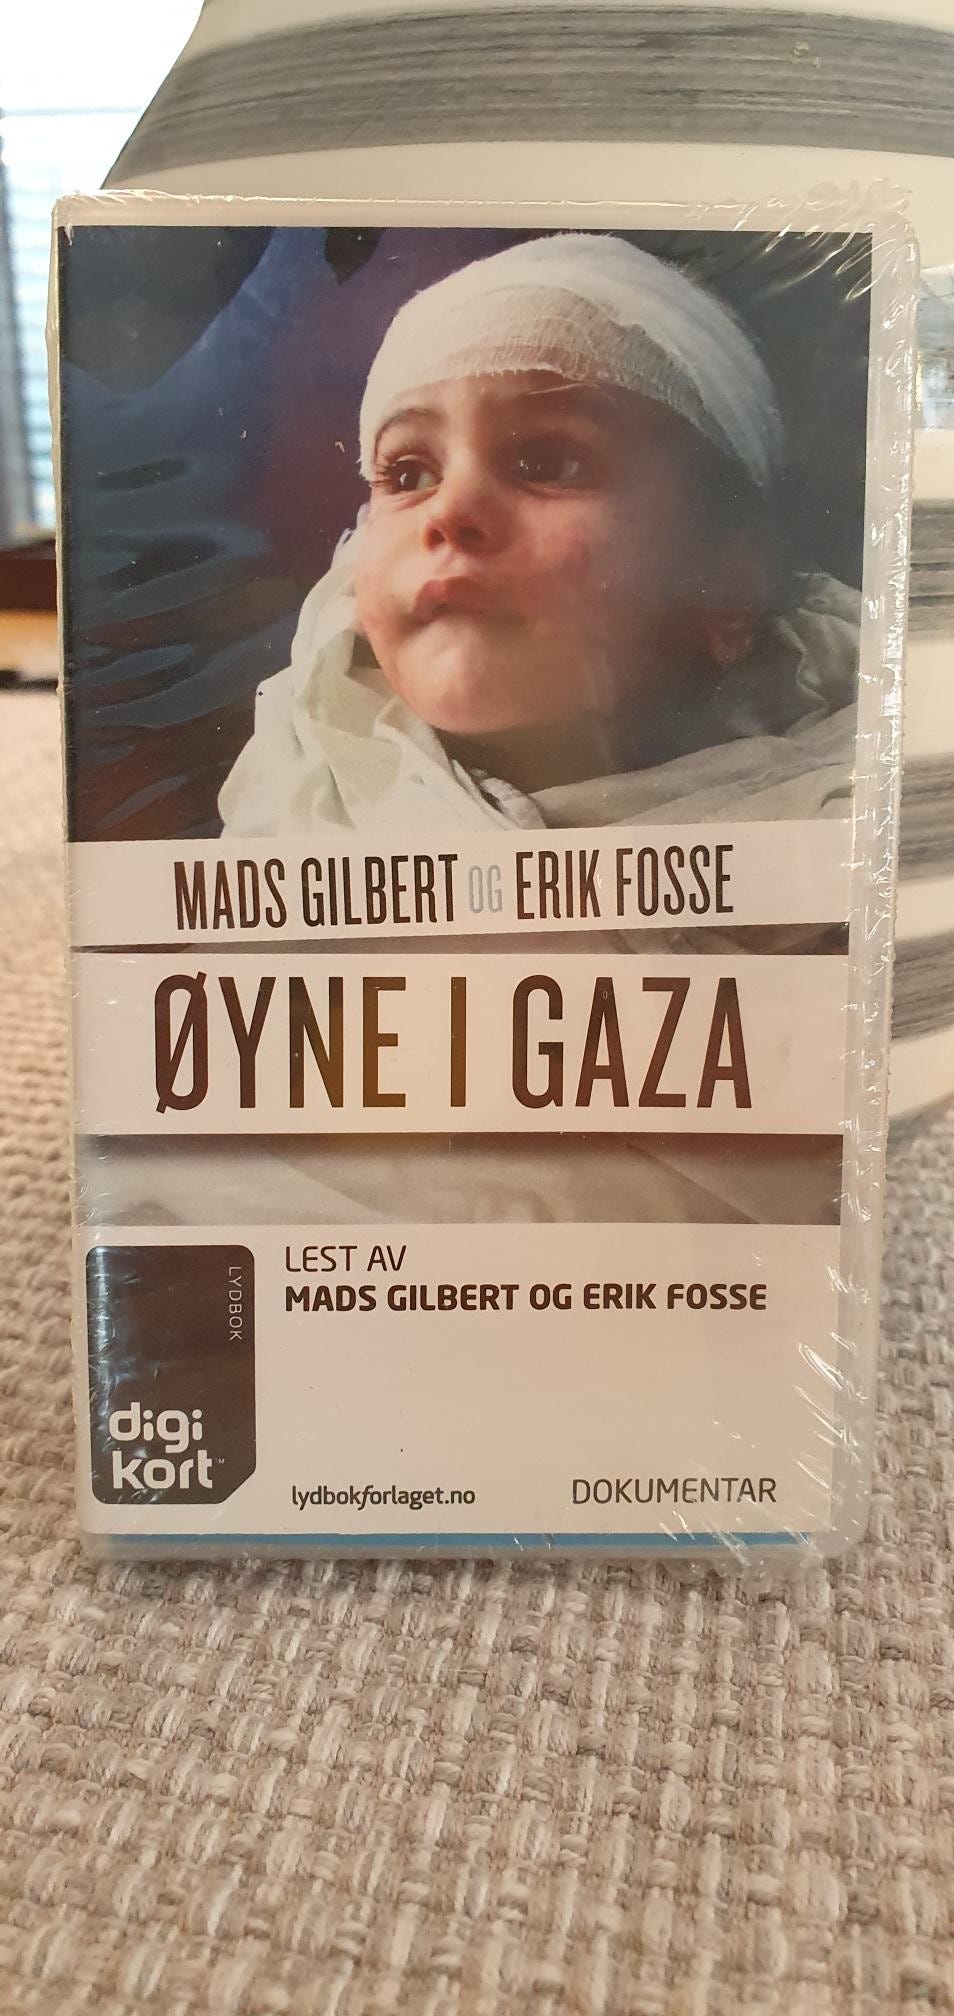 MADS GILBERT OG ERIK FOSSE
ØYNE I GAZA
LEST AV
MADS GILBERT OG ERIK FOSSE
LYDBOK
digi
kort™
lydbokforlaget.no
DOKUMENTAR